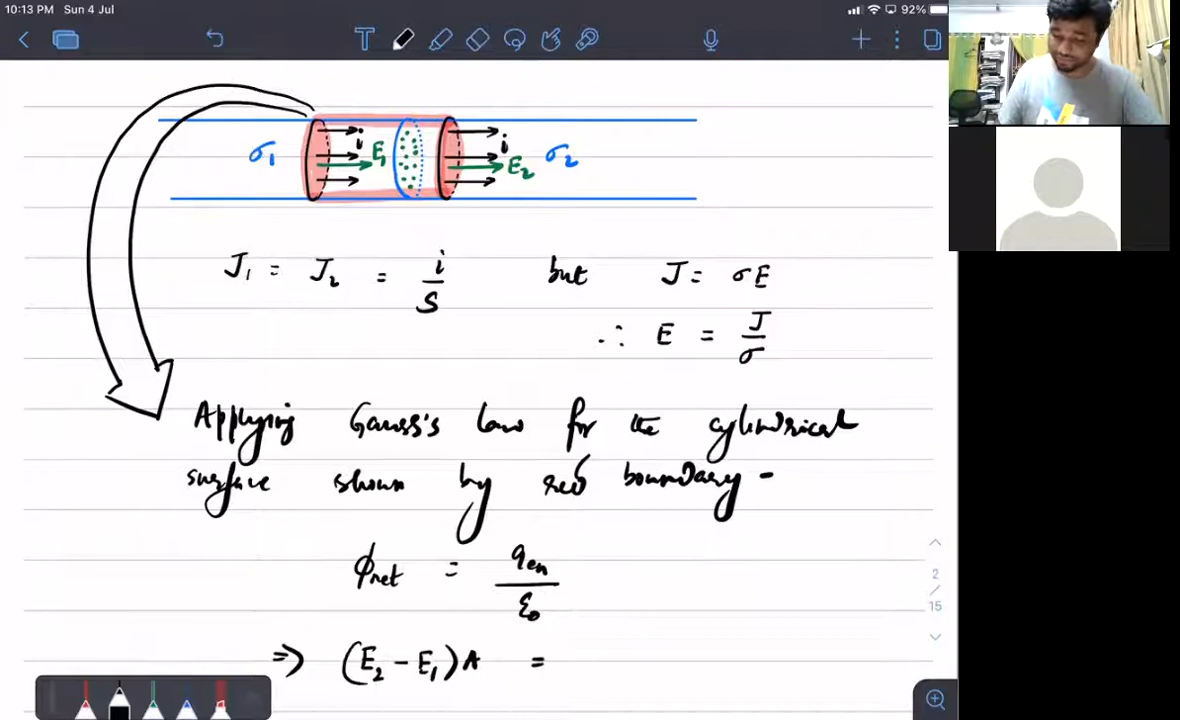 10:13 PM Sun 4 Jul
92%
T
σ1 i E1 i E2 σ2
J1 = J2 = i/S but J = σE
∴ E = J/σ
Applying Gauss's Law for the cylindrical
surface shown by red boundary -
ϕnet = qen/ε0
⇒ (E2 - E1)A =
2
/
15